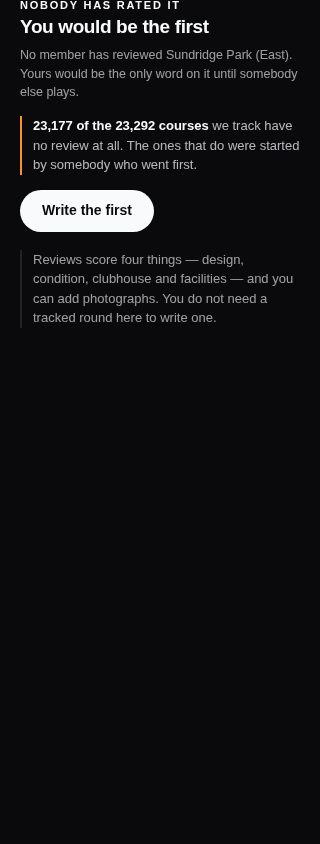 NOBODY HAS RATED IT
You would be the first
No member has reviewed Sundridge Park (East).
Yours would be the only word on it until somebody
else plays.
23,177 of the 23,292 courses we track have
no review at all. The ones that do were started
by somebody who went first.
Write the first
Reviews score four things — design,
condition, clubhouse and facilities — and you
can add photographs. You do not need a
tracked round here to write one.